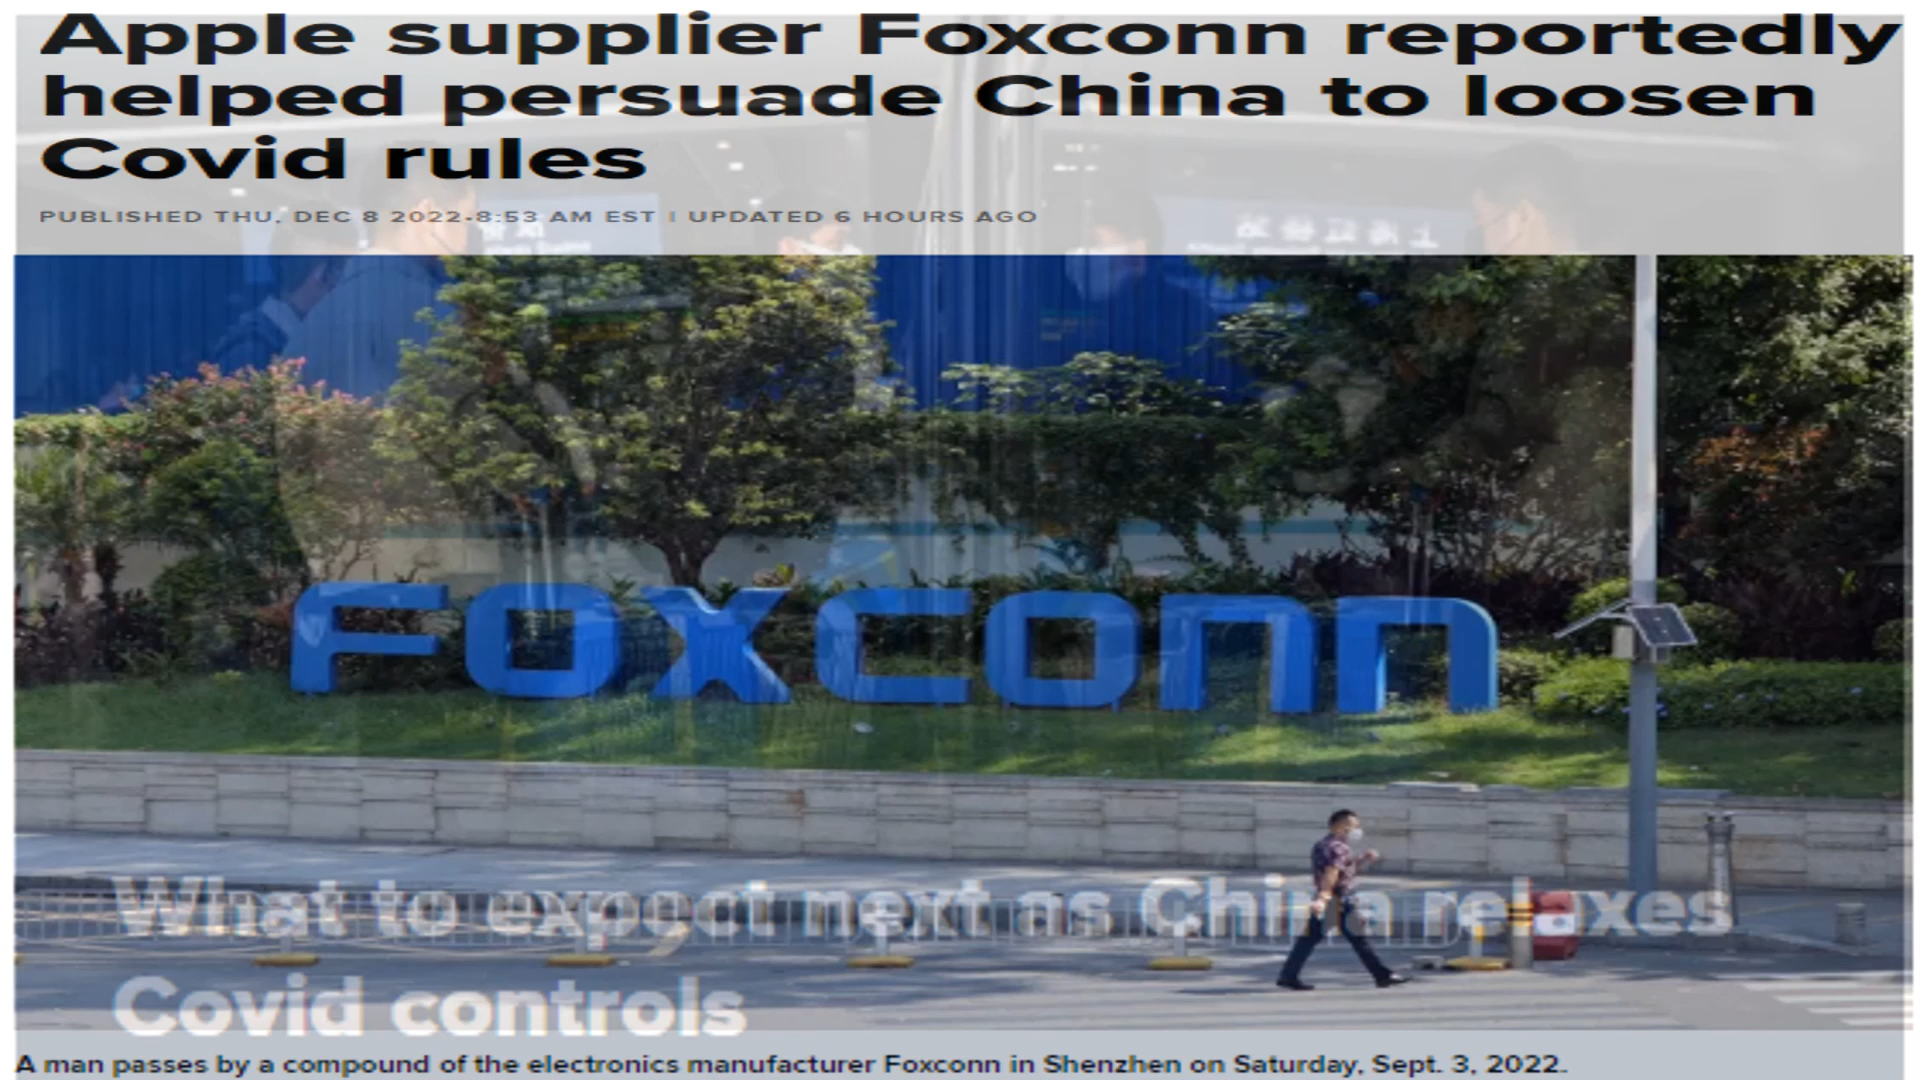 Apple supplier Foxconn reportedly
helped persuade China to loosen
Covid rules
PUBLISHED THU, DEC 8 2022-8:53 AM EST | UPDATED 6 HOURS AGO
FOXCONN
What to expect next as China relaxes
Covid controls
A man passes by a compound of the electronics manufacturer Foxconn in Shenzhen on Saturday, Sept. 3, 2022.